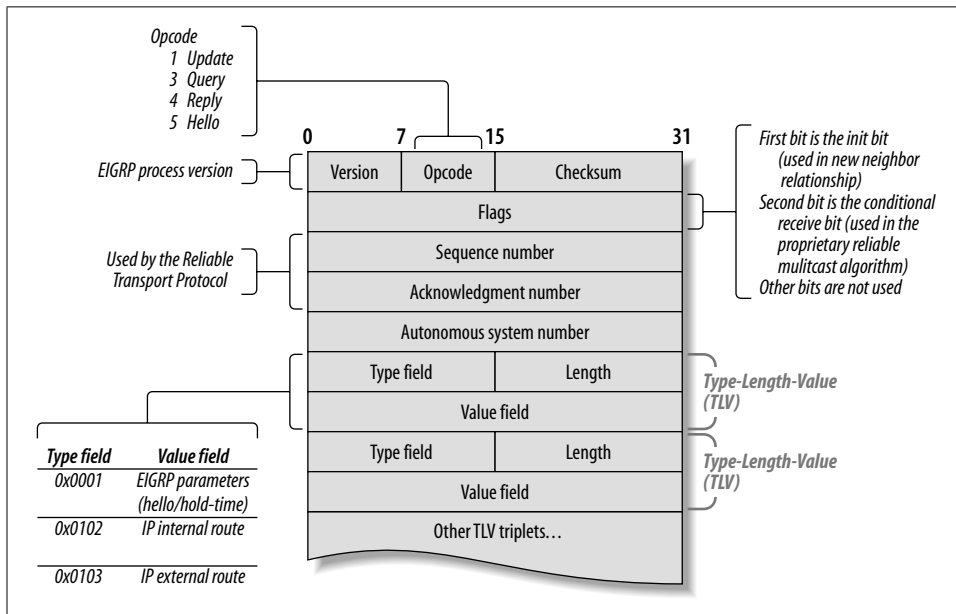 Opcode
1 Update
3 Query
4 Reply
5 Hello
0 7 15 31
EIGRP process version
Version Opcode Checksum
Flags
First bit is the init bit
(used in new neighbor
relationship)
Second bit is the conditional
receive bit (used in the
proprietary reliable
mulitcast algorithm)
Other bits are not used
Used by the Reliable
Transport Protocol
Sequence number
Acknowledgment number
Autonomous system number
Type field Length
Value field
Type-Length-Value
(TLV)
Type field Length
Value field
Type-Length-Value
(TLV)
Other TLV triplets…
Type field Value field
0x0001 EIGRP parameters
(hello/hold-time)
0x0102 IP internal route
0x0103 IP external route